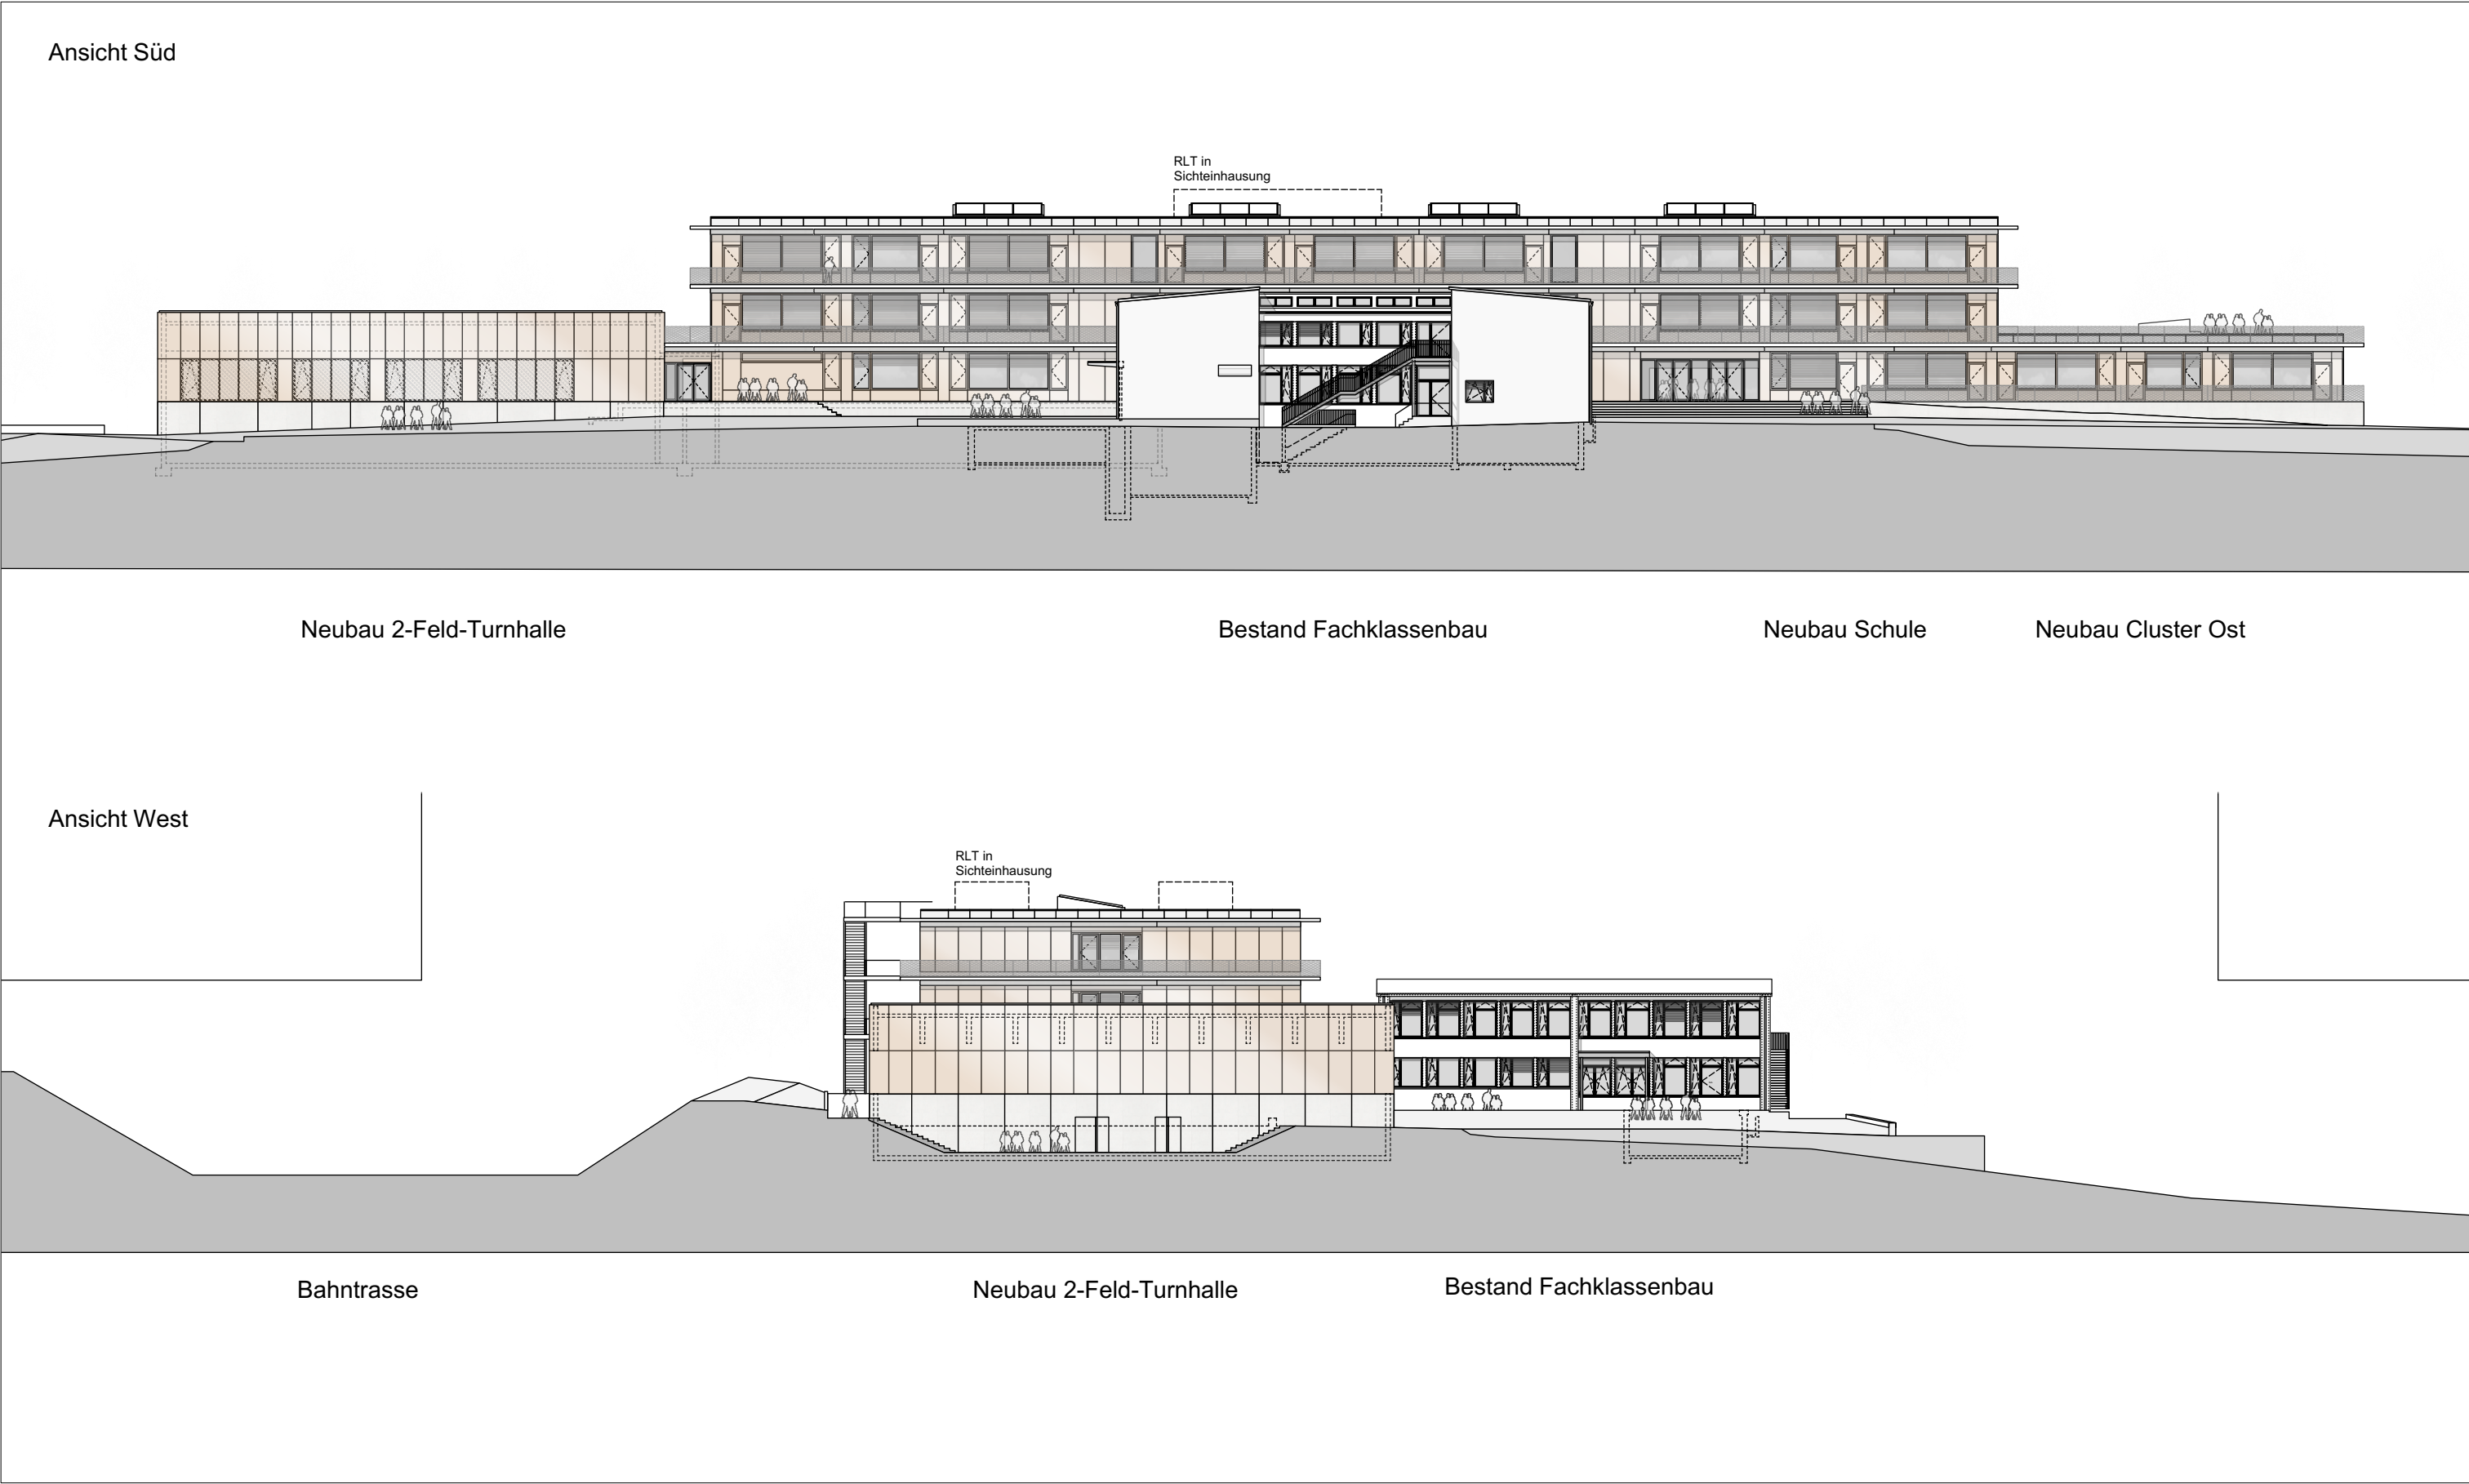 Ansicht Süd
RLT in
Sichteinhausung
Neubau 2-Feld-Turnhalle
Bestand Fachklassenbau
Neubau Schule
Neubau Cluster Ost
Ansicht West
RLT in
Sichteinhausung
Bahntrasse
Neubau 2-Feld-Turnhalle
Bestand Fachklassenbau